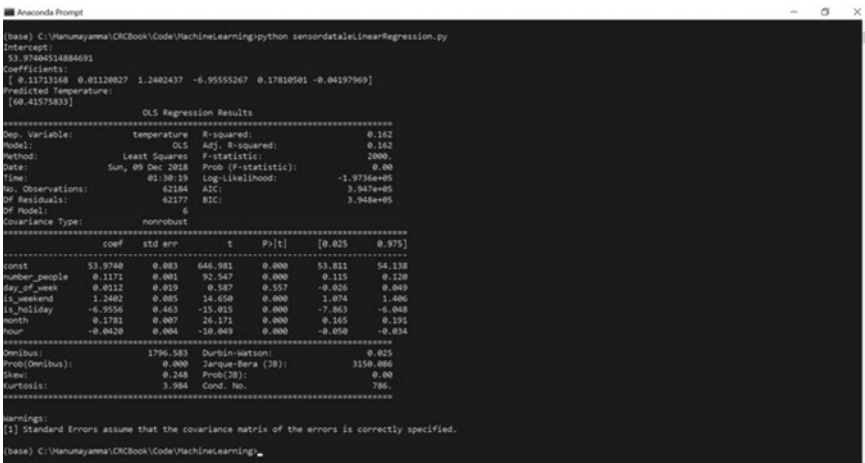 Anaconda Prompt
(base) C:\Hanumayamma\CRCBook\Code\MachineLearning>python sensordataleLinearRegression.py
Intercept:
53.97404514884691
Coefficients:
[ 0.11713168 0.01120827 1.2402437 -6.95555267 0.17810501 -0.04197969]
Predicted Temperature:
[60.41575833]
OLS Regression Results
Dep. Variable: temperature R-squared: 0.162
Model: OLS Adj. R-squared: 0.162
Method: Least Squares F-statistic: 2000.
Date: Sun, 09 Dec 2018 Prob (F-statistic): 0.00
Time: 01:30:19 Log-Likelihood: -1.9736e+05
No. Observations: 62184 AIC: 3.947e+05
Df Residuals: 62177 BIC: 3.948e+05
Df Model: 6
Covariance Type: nonrobust
coef std err t P>|t| [0.025 0.975]
const 53.9740 0.083 646.981 0.000 53.811 54.138
number_people 0.1171 0.001 92.547 0.000 0.115 0.120
day_of_week 0.0112 0.019 0.587 0.557 -0.026 0.049
is_weekend 1.2402 0.085 14.650 0.000 1.074 1.406
is_holiday -6.9556 0.463 -15.015 0.000 -7.863 -6.048
month 0.1781 0.007 26.171 0.000 0.165 0.191
hour -0.0420 0.004 -10.049 0.000 -0.050 -0.034
Omnibus: 1796.583 Durbin-Watson: 0.025
Prob(Omnibus): 0.000 Jarque-Bera (JB): 3150.086
Skew: 0.248 Prob(JB): 0.00
Kurtosis: 3.984 Cond. No. 786.
Warnings:
[1] Standard Errors assume that the covariance matrix of the errors is correctly specified.
(base) C:\Hanumayamma\CRCBook\Code\MachineLearning>